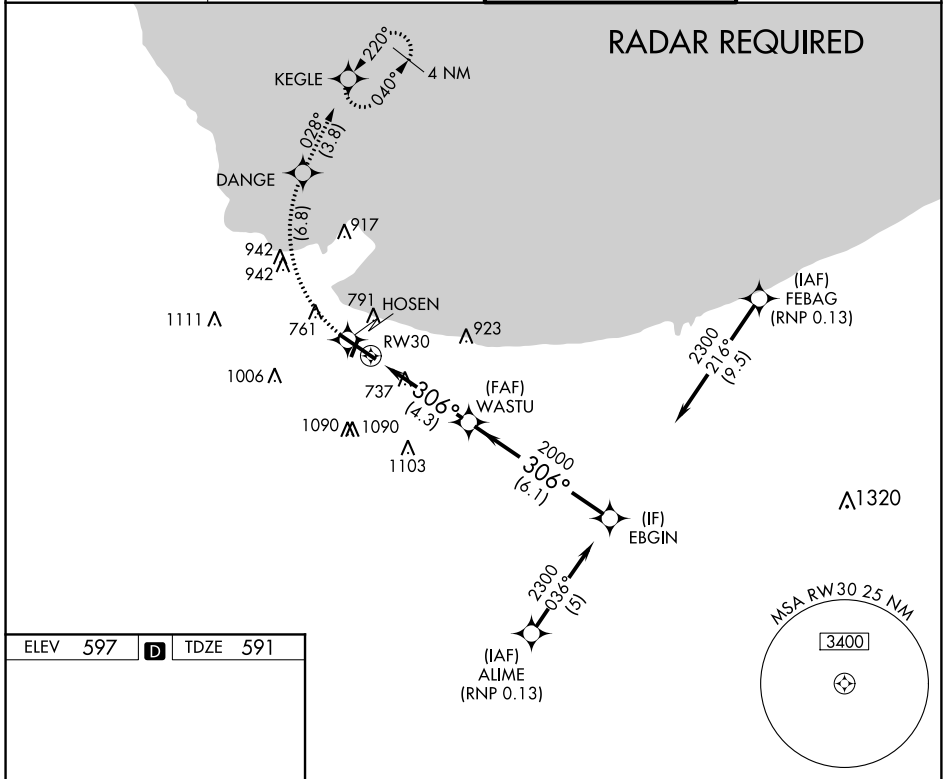 RADAR REQUIRED
220°
KEGLE
4 NM
040°
028°
(3.8)
DANGE
(6.8)
917
942
942
(IAF)
FEBAG
(RNP 0.13)
791
HOSEN
1111
761
923
RW30
2300
216°
(9.5)
1006
737
306°
(4.3)
(FAF)
WASTU
1090
1090
1103
2000
306°
(6.1)
1320
(IF)
EBGIN
2300
036°
(5)
MSA RW30 25 NM
3400
ELEV 597 D TDZE 591
(IAF)
ALIME
(RNP 0.13)